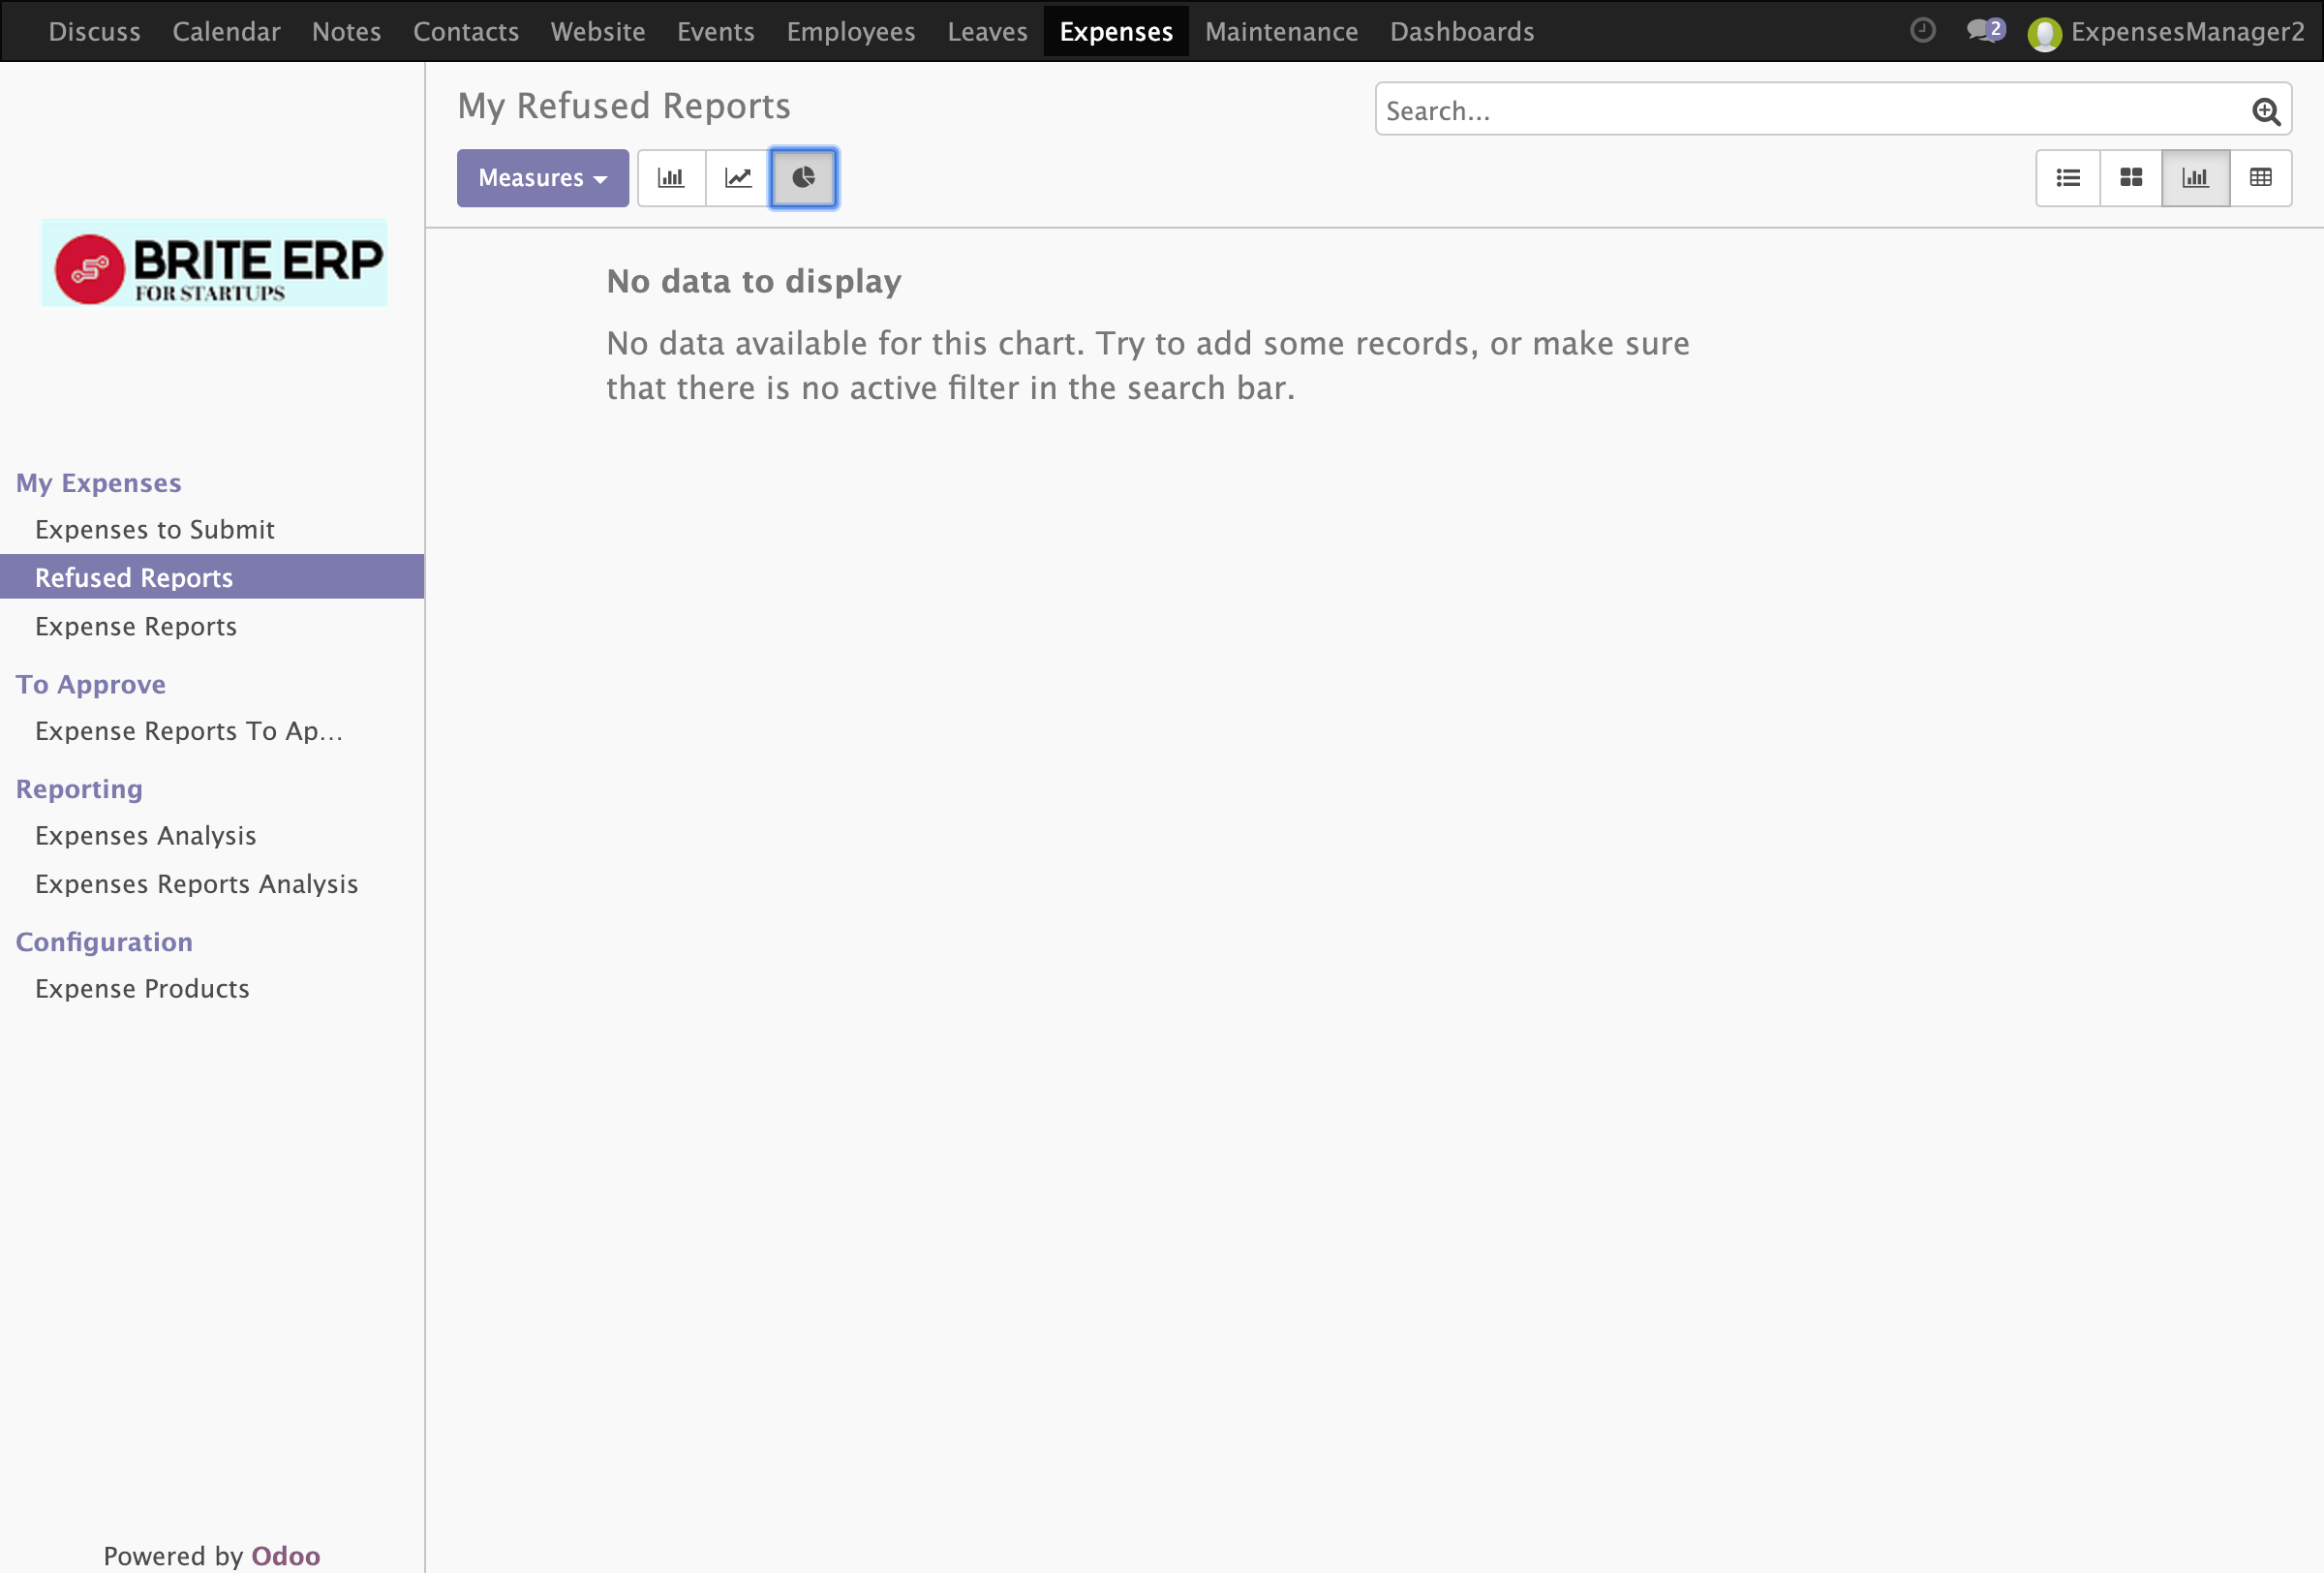 Discuss Calendar Notes Contacts Website Events Employees Leaves Expenses Maintenance Dashboards 2 ExpensesManager2
My Refused Reports
Search...
Measures
BRITE ERP
FOR STARTUPS
No data to display
No data available for this chart. Try to add some records, or make sure
that there is no active filter in the search bar.
My Expenses
Expenses to Submit
Refused Reports
Expense Reports
To Approve
Expense Reports To Ap...
Reporting
Expenses Analysis
Expenses Reports Analysis
Configuration
Expense Products
Powered by Odoo